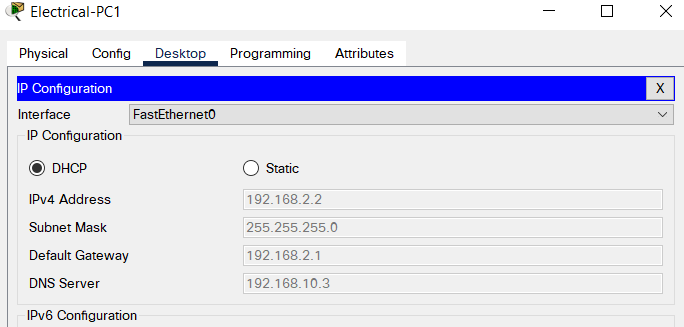 Electrical-PC1
Physical Config Desktop Programming Attributes
IP Configuration X
Interface FastEthernet0
IP Configuration
DHCP Static
IPv4 Address 192.168.2.2
Subnet Mask 255.255.255.0
Default Gateway 192.168.2.1
DNS Server 192.168.10.3
IPv6 Configuration